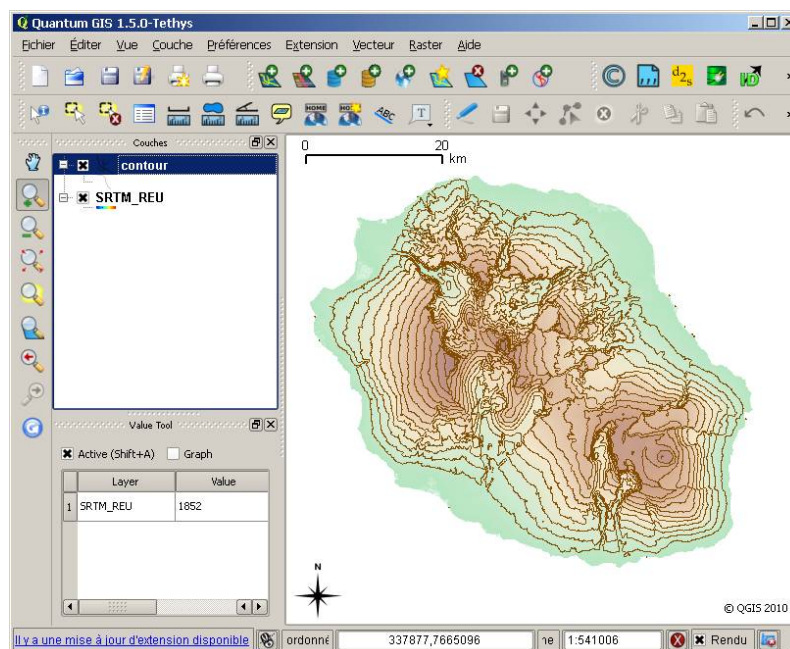 Quantum GIS 1.5.0-Tethys
Fichier Éditer Vue Couche Préférences Extension Vecteur Raster Aide
Couches
contour
SRTM_REU
0 20
km
Value Tool
Active (Shift+A) Graph
Layer Value
1 SRTM_REU 1852
N
© QGIS 2010
Il y a une mise à jour d'extension disponible ordonné 337877,7665096 1:541006 Rendu